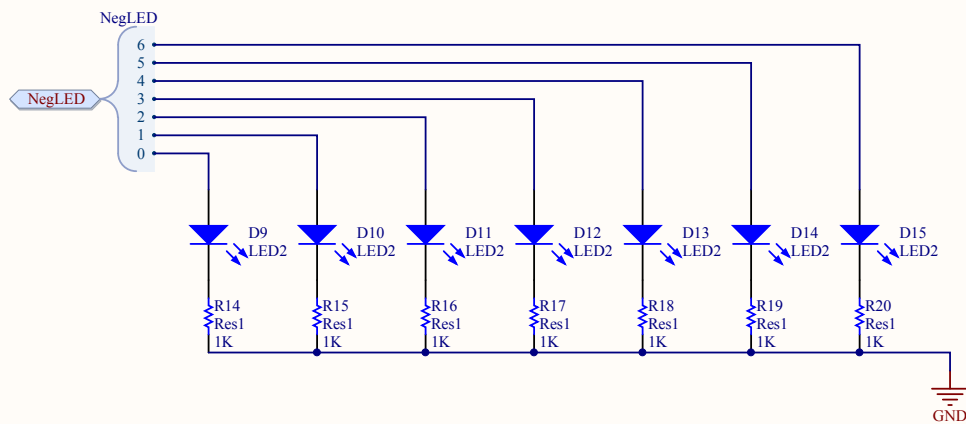 NegLED
NegLED
6
5
4
3
2
1
0
D9
LED2
D10
LED2
D11
LED2
D12
LED2
D13
LED2
D14
LED2
D15
LED2
R14
Res1
1K
R15
Res1
1K
R16
Res1
1K
R17
Res1
1K
R18
Res1
1K
R19
Res1
1K
R20
Res1
1K
GND